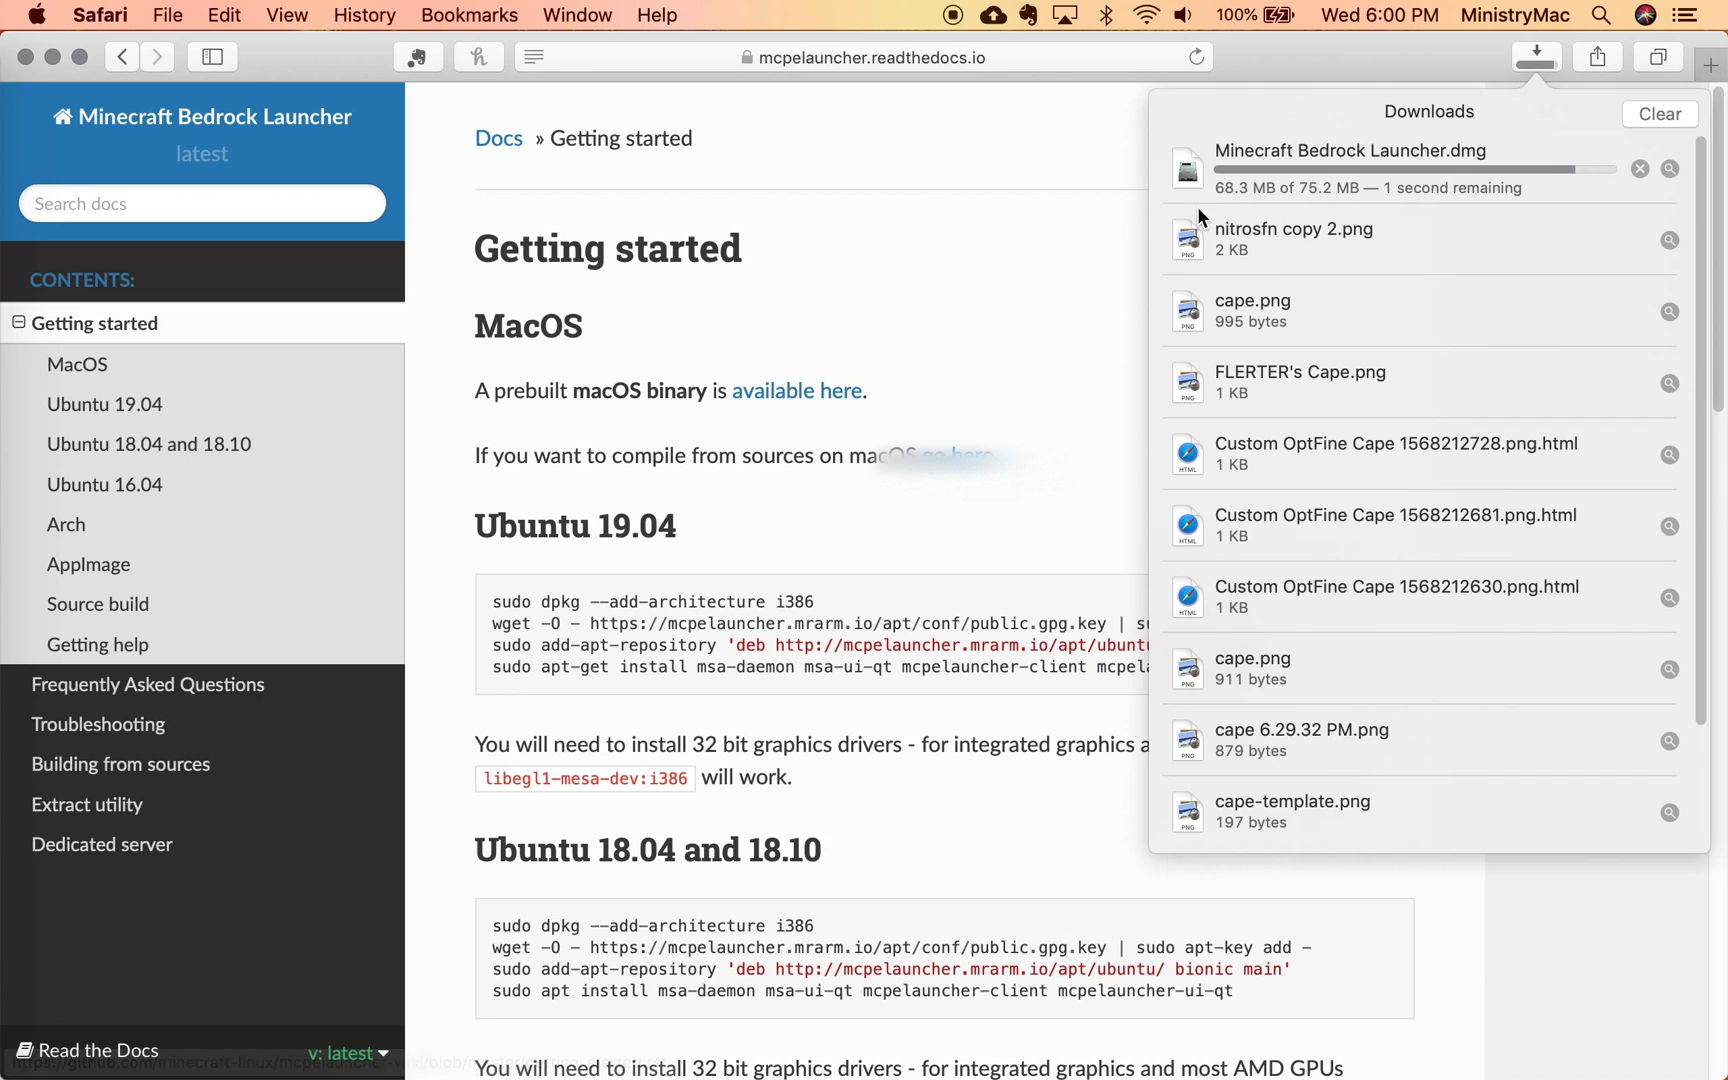 Safari File Edit View History Bookmarks Window Help 100% Wed 6:00 PM MinistryMac
mcpelauncher.readthedocs.io
Minecraft Bedrock Launcher
latest
Search docs
CONTENTS:
Getting started
MacOS
Ubuntu 19.04
Ubuntu 18.04 and 18.10
Ubuntu 16.04
Arch
AppImage
Source build
Getting help
Frequently Asked Questions
Troubleshooting
Building from sources
Extract utility
Dedicated server
Read the Docs v: latest
Docs » Getting started
Getting started
MacOS
A prebuilt macOS binary is available here.
If you want to compile from sources on macOS go here
Ubuntu 19.04
sudo dpkg --add-architecture i386
wget -O - https://mcpelauncher.mrarm.io/apt/conf/public.gpg.key |
sudo add-apt-repository 'deb http://mcpelauncher.mrarm.io/apt/ubuntu
sudo apt-get install msa-daemon msa-ui-qt mcpelauncher-client mcpel
You will need to install 32 bit graphics drivers - for integrated graphics
libegl1-mesa-dev:i386 will work.
Ubuntu 18.04 and 18.10
sudo dpkg --add-architecture i386
wget -O - https://mcpelauncher.mrarm.io/apt/conf/public.gpg.key | sudo apt-key add -
sudo add-apt-repository 'deb http://mcpelauncher.mrarm.io/apt/ubuntu/ bionic main'
sudo apt install msa-daemon msa-ui-qt mcpelauncher-client mcpelauncher-ui-qt
You will need to install 32 bit graphics drivers - for integrated graphics and most AMD GPUs
Downloads Clear
Minecraft Bedrock Launcher.dmg
68.3 MB of 75.2 MB — 1 second remaining
nitrosfn copy 2.png
2 KB
cape.png
995 bytes
FLERTER's Cape.png
1 KB
Custom OptFine Cape 1568212728.png.html
1 KB
Custom OptFine Cape 1568212681.png.html
1 KB
Custom OptFine Cape 1568212630.png.html
1 KB
cape.png
911 bytes
cape 6.29.32 PM.png
879 bytes
cape-template.png
197 bytes